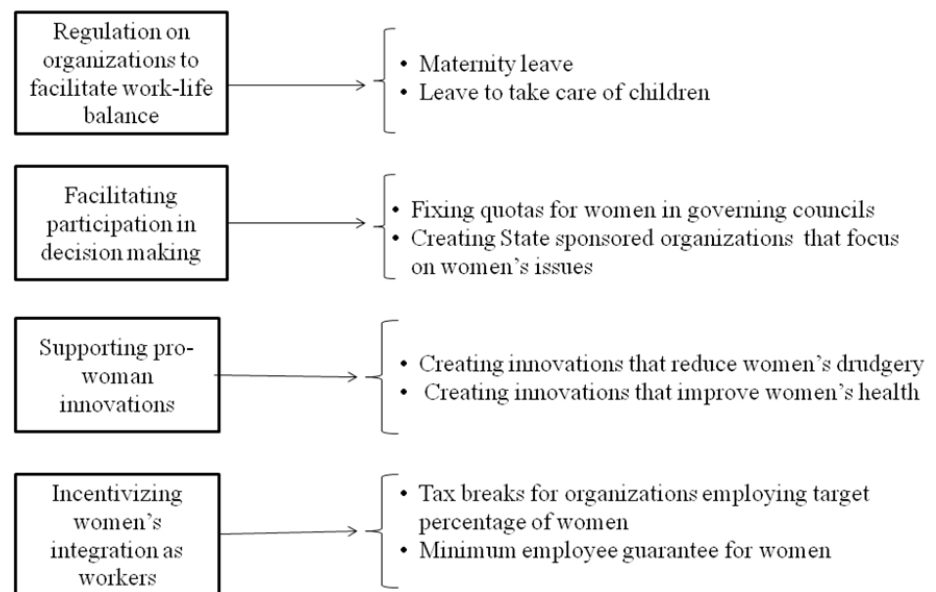 Regulation on
organizations to
facilitate work-life
balance
• Maternity leave
• Leave to take care of children
Facilitating
participation in
decision making
• Fixing quotas for women in governing councils
• Creating State sponsored organizations that focus
on women's issues
Supporting pro-
woman
innovations
• Creating innovations that reduce women's drudgery
• Creating innovations that improve women's health
Incentivizing
women's
integration as
workers
• Tax breaks for organizations employing target
percentage of women
• Minimum employee guarantee for women